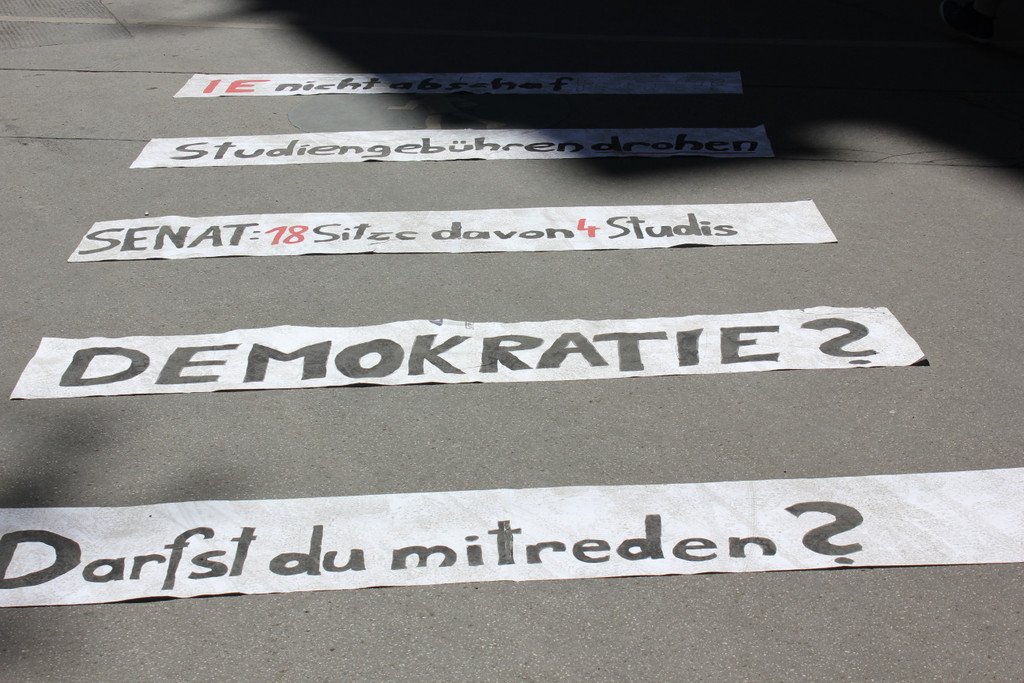 IE nicht abschaf
Studiengebühren drohen
SENAT: 18 Sitze davon 4 Studis
DEMOKRATIE?
Darfst du mitreden?